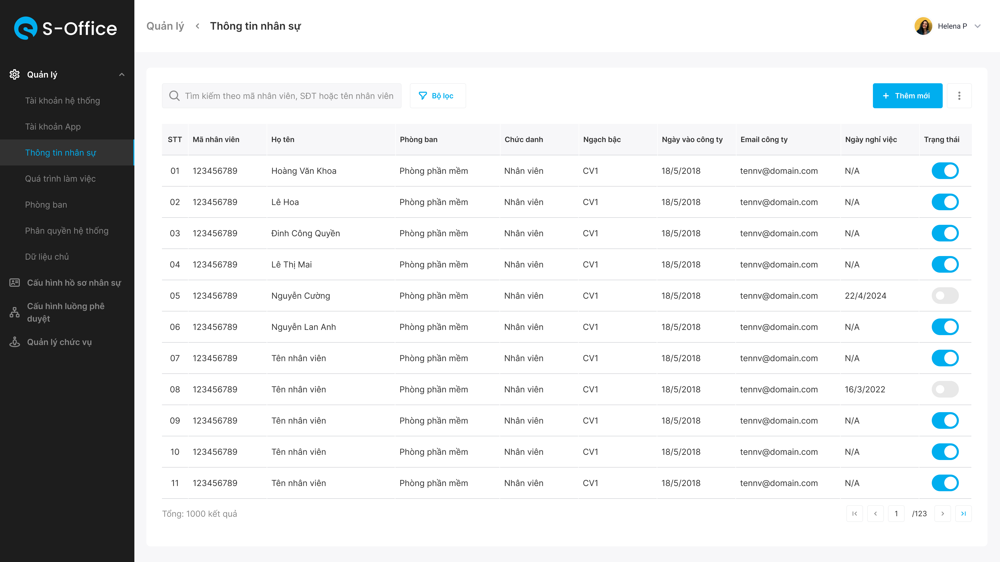 S-Office
Quản lý
Tài khoản hệ thống
Tài khoản App
Thông tin nhân sự
Quá trình làm việc
Phòng ban
Phân quyền hệ thống
Dữ liệu chủ
Cấu hình hồ sơ nhân sự
Cấu hình luồng phê
duyệt
Quản lý chức vụ
Quản lý < Thông tin nhân sự
Helena P
Tìm kiếm theo mã nhân viên, SĐT hoặc tên nhân viên
Bộ lọc
+ Thêm mới
STT Mã nhân viên Họ tên Phòng ban Chức danh Ngạch bậc Ngày vào công ty Email công ty Ngày nghỉ việc Trạng thái
01 123456789 Hoàng Văn Khoa Phòng phần mềm Nhân viên CV1 18/5/2018 tennv@domain.com N/A
02 123456789 Lê Hoa Phòng phần mềm Nhân viên CV1 18/5/2018 tennv@domain.com N/A
03 123456789 Đinh Công Quyền Phòng phần mềm Nhân viên CV1 18/5/2018 tennv@domain.com N/A
04 123456789 Lê Thị Mai Phòng phần mềm Nhân viên CV1 18/5/2018 tennv@domain.com N/A
05 123456789 Nguyễn Cường Phòng phần mềm Nhân viên CV1 18/5/2018 tennv@domain.com 22/4/2024
06 123456789 Nguyễn Lan Anh Phòng phần mềm Nhân viên CV1 18/5/2018 tennv@domain.com N/A
07 123456789 Tên nhân viên Phòng phần mềm Nhân viên CV1 18/5/2018 tennv@domain.com N/A
08 123456789 Tên nhân viên Phòng phần mềm Nhân viên CV1 18/5/2018 tennv@domain.com 16/3/2022
09 123456789 Tên nhân viên Phòng phần mềm Nhân viên CV1 18/5/2018 tennv@domain.com N/A
10 123456789 Tên nhân viên Phòng phần mềm Nhân viên CV1 18/5/2018 tennv@domain.com N/A
11 123456789 Tên nhân viên Phòng phần mềm Nhân viên CV1 18/5/2018 tennv@domain.com N/A
Tổng: 1000 kết quả
1 /123